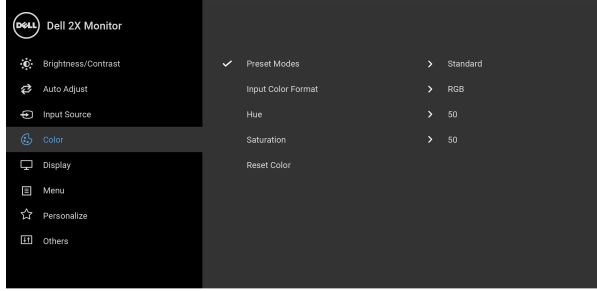 DELL Dell 2X Monitor
Brightness/Contrast
Auto Adjust
Input Source
Color
Display
Menu
Personalize
Others
Preset Modes Standard
Input Color Format RGB
Hue 50
Saturation 50
Reset Color